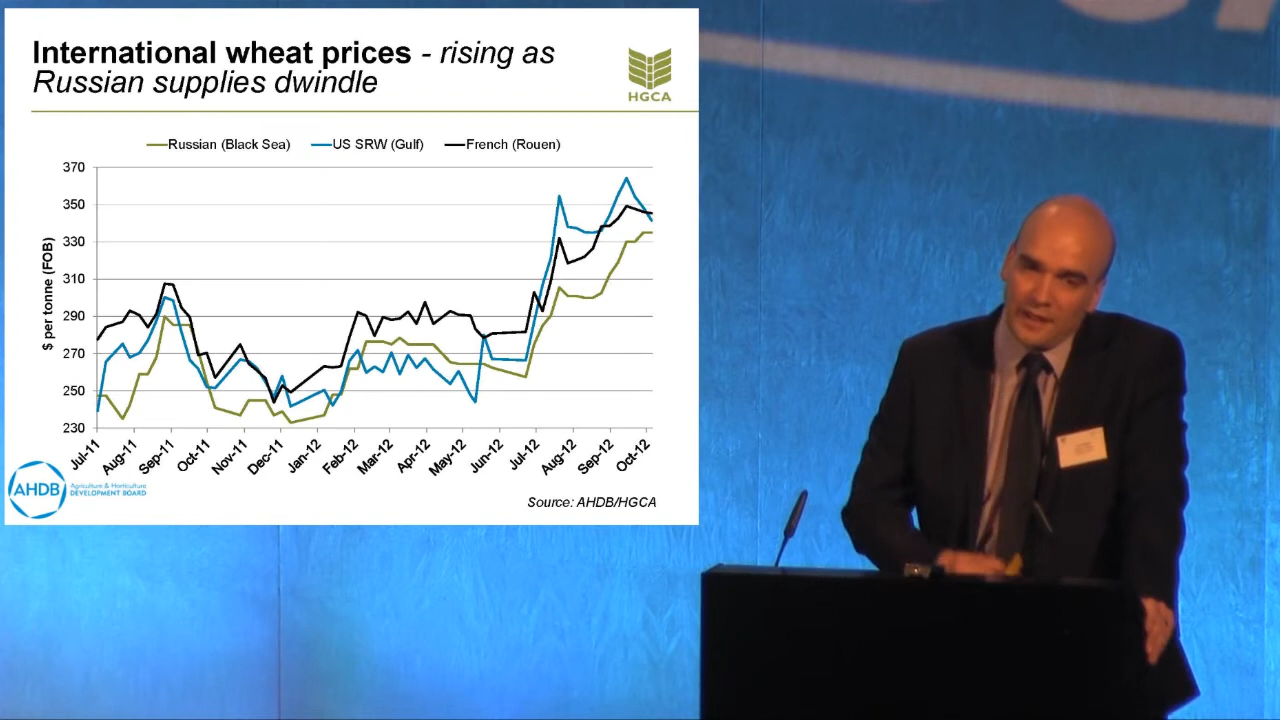 International wheat prices - rising as
Russian supplies dwindle
HGCA
Russian (Black Sea) US SRW (Gulf) French (Rouen)
$ per tonne (FOB)
370
350
330
310
290
270
250
230
Jul-11 Aug-11 Sep-11 Oct-11 Nov-11 Dec-11 Jan-12 Feb-12 Mar-12 Apr-12 May-12 Jun-12 Jul-12 Aug-12 Sep-12 Oct-12
AHDB
Agriculture & Horticulture
DEVELOPMENT BOARD
Source: AHDB/HGCA